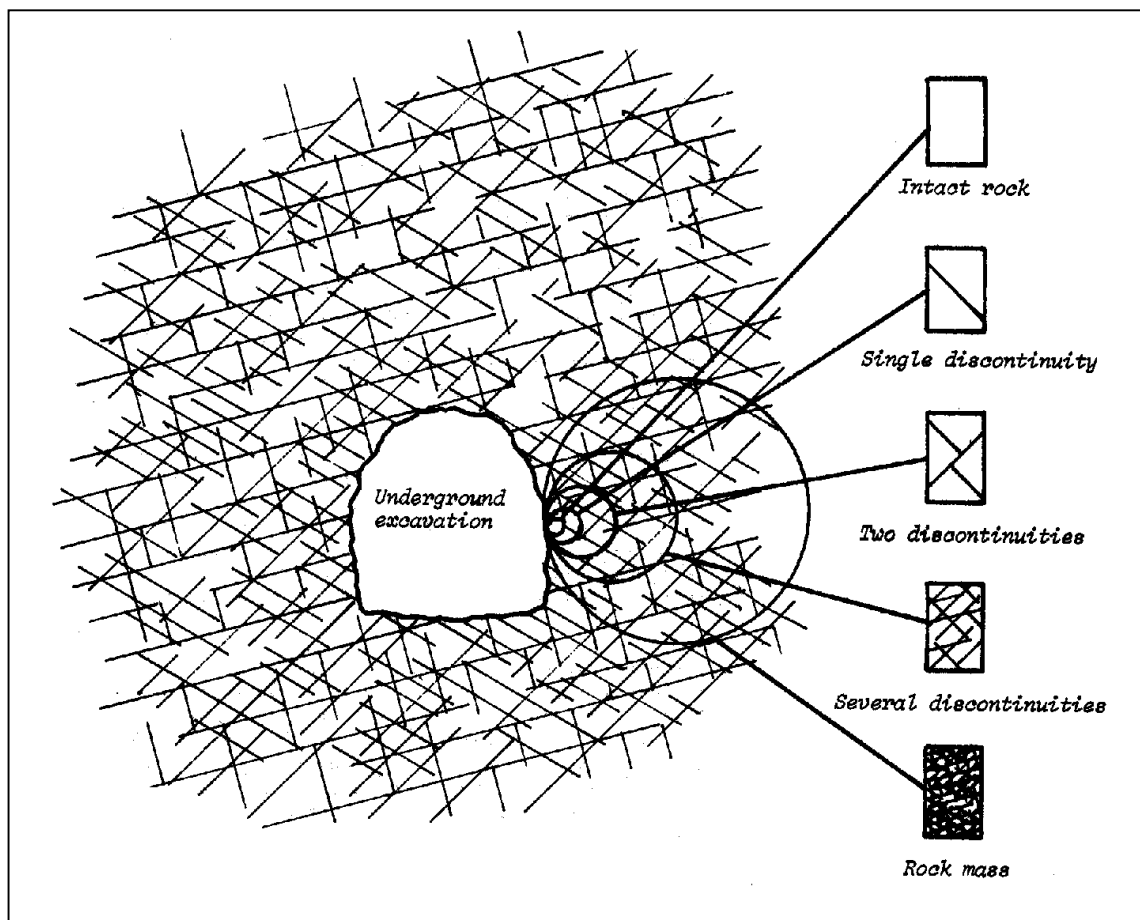 Intact rock
Single discontinuity
Underground
excavation
Two discontinuities
Several discontinuities
Rock mass